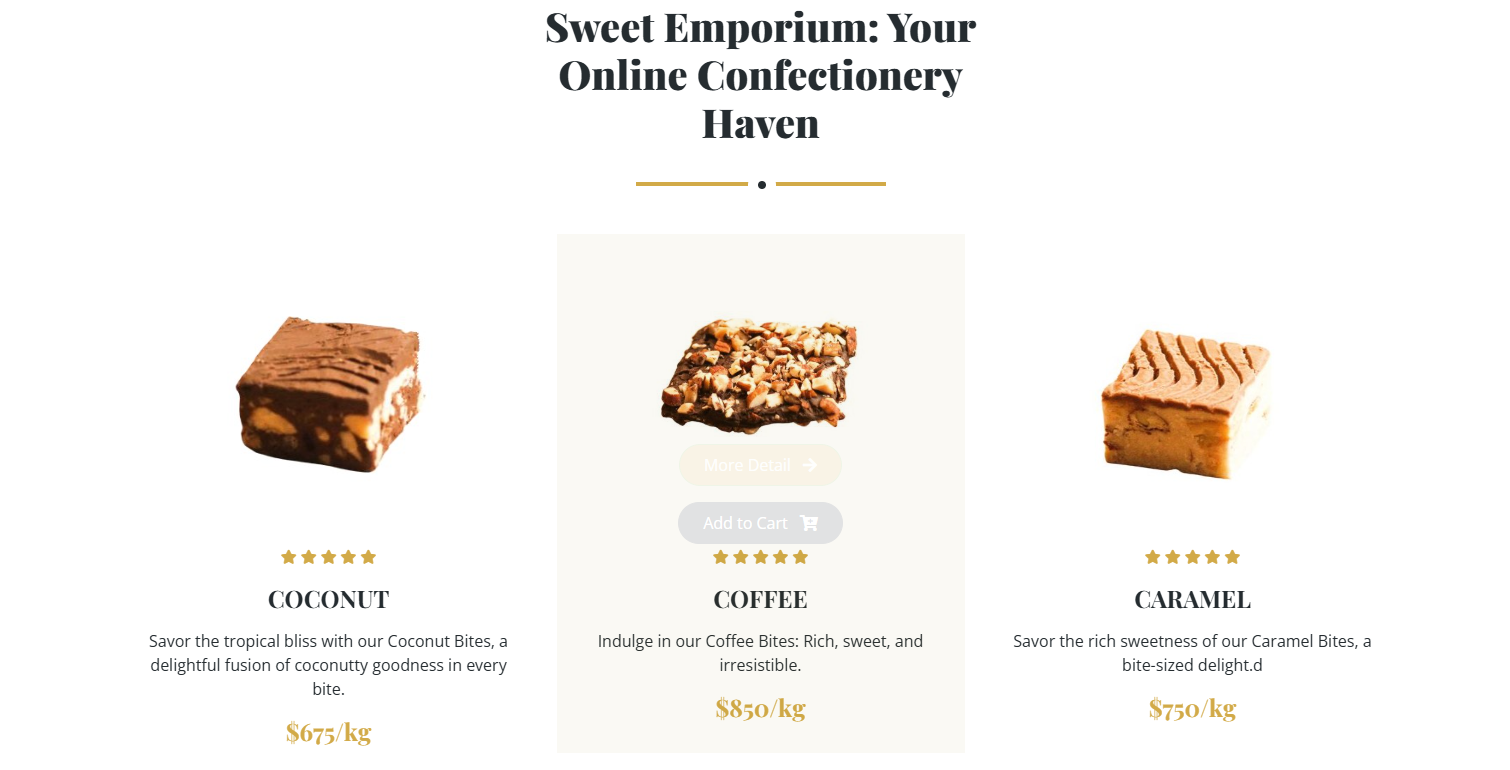 Sweet Emporium: Your
Online Confectionery
Haven
More Detail
Add to Cart
COCONUT
Savor the tropical bliss with our Coconut Bites, a
delightful fusion of coconutty goodness in every
bite.
$675/kg
COFFEE
Indulge in our Coffee Bites: Rich, sweet, and
irresistible.
$850/kg
CARAMEL
Savor the rich sweetness of our Caramel Bites, a
bite-sized delight.d
$750/kg